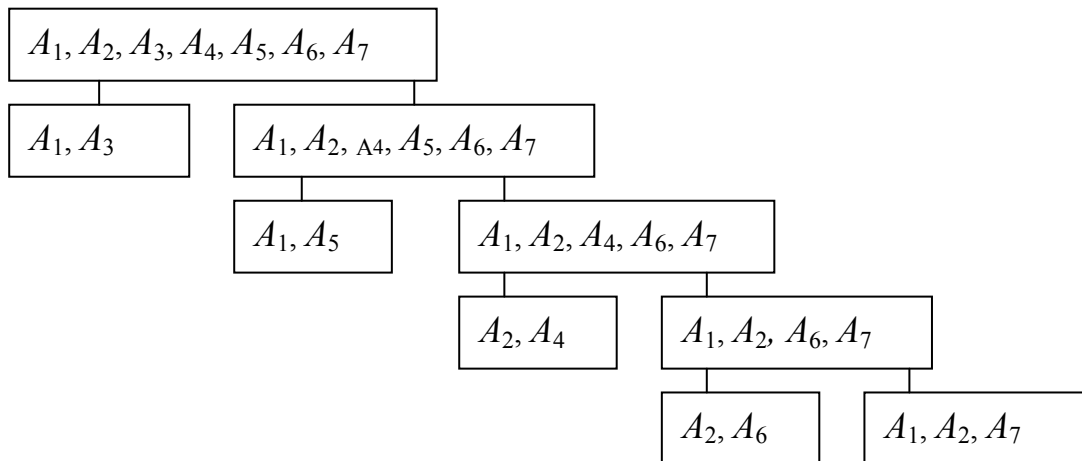 A₁, A₂, A₃, A₄, A₅, A₆, A₇
A₁, A₃
A₁, A₂, A4, A₅, A₆, A₇
A₁, A₅
A₁, A₂, A₄, A₆, A₇
A₂, A₄
A₁, A₂, A₆, A₇
A₂, A₆
A₁, A₂, A₇